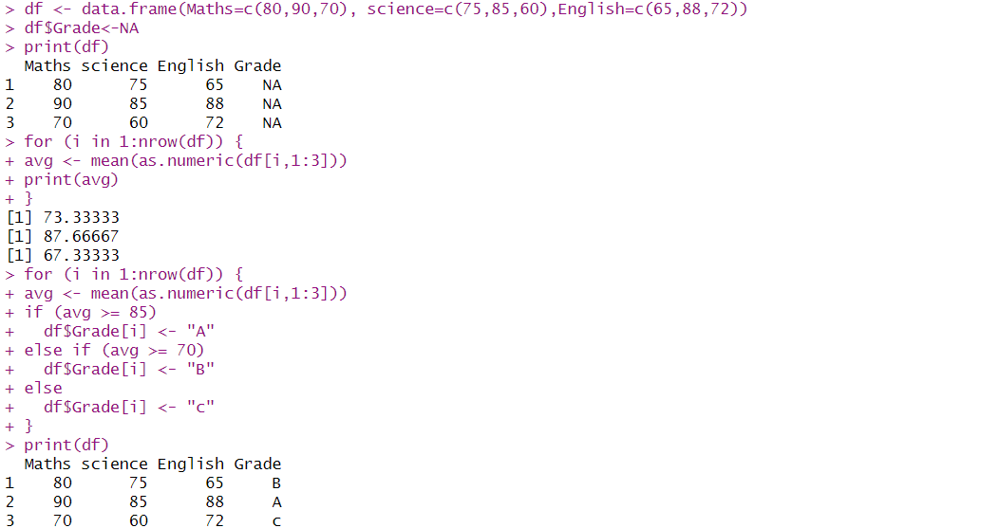 > df <- data.frame(Maths=c(80,90,70), science=c(75,85,60),English=c(65,88,72))
> df$Grade<-NA
> print(df)
  Maths science English Grade
1    80      75      65    NA
2    90      85      88    NA
3    70      60      72    NA
> for (i in 1:nrow(df)) {
+ avg <- mean(as.numeric(df[i,1:3]))
+ print(avg)
+ }
[1] 73.33333
[1] 87.66667
[1] 67.33333
> for (i in 1:nrow(df)) {
+ avg <- mean(as.numeric(df[i,1:3]))
+ if (avg >= 85)
+   df$Grade[i] <- "A"
+ else if (avg >= 70)
+   df$Grade[i] <- "B"
+ else
+   df$Grade[i] <- "c"
+ }
> print(df)
  Maths science English Grade
1    80      75      65     B
2    90      85      88     A
3    70      60      72     c